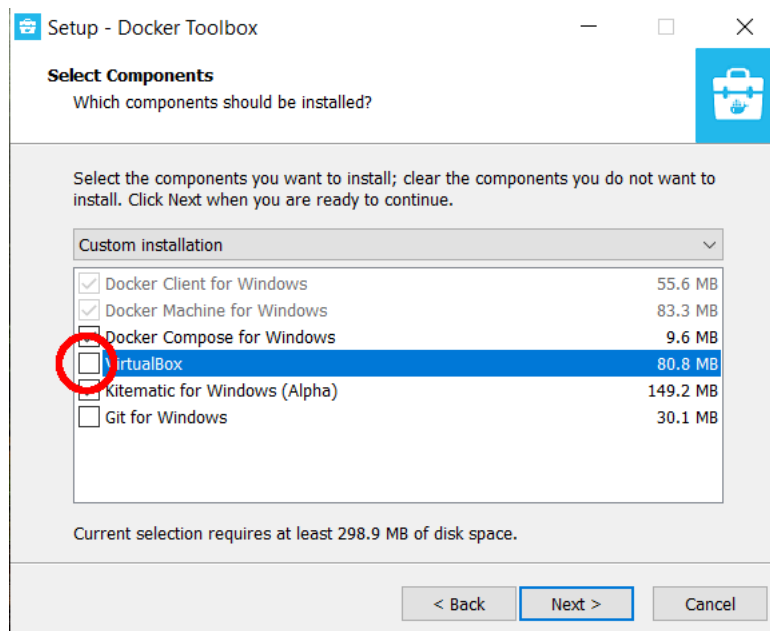 Setup - Docker Toolbox
Select Components
Which components should be installed?
Select the components you want to install; clear the components you do not want to
install. Click Next when you are ready to continue.
Custom installation
Docker Client for Windows 55.6 MB
Docker Machine for Windows 83.3 MB
Docker Compose for Windows 9.6 MB
VirtualBox 80.8 MB
Kitematic for Windows (Alpha) 149.2 MB
Git for Windows 30.1 MB
Current selection requires at least 298.9 MB of disk space.
< Back Next > Cancel